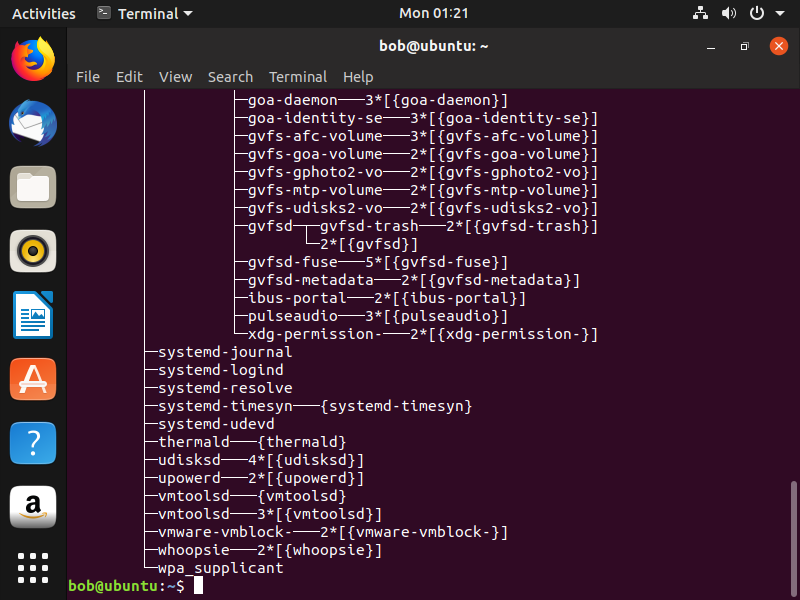 Activities Terminal Mon 01:21
bob@ubuntu: ~
File Edit View Search Terminal Help
├─goa-daemon───3*[{goa-daemon}]
├─goa-identity-se───3*[{goa-identity-se}]
├─gvfs-afc-volume───3*[{gvfs-afc-volume}]
├─gvfs-goa-volume───2*[{gvfs-goa-volume}]
├─gvfs-gphoto2-vo───2*[{gvfs-gphoto2-vo}]
├─gvfs-mtp-volume───2*[{gvfs-mtp-volume}]
├─gvfs-udisks2-vo───2*[{gvfs-udisks2-vo}]
├─gvfsd─┬─gvfsd-trash───2*[{gvfsd-trash}]
└─2*[{gvfsd}]
├─gvfsd-fuse───5*[{gvfsd-fuse}]
├─gvfsd-metadata───2*[{gvfsd-metadata}]
├─ibus-portal───2*[{ibus-portal}]
├─pulseaudio───3*[{pulseaudio}]
└─xdg-permission-───2*[{xdg-permission-}]
├─systemd-journal
├─systemd-logind
├─systemd-resolve
├─systemd-timesyn───{systemd-timesyn}
├─systemd-udevd
├─thermald───{thermald}
├─udisksd───4*[{udisksd}]
├─upowerd───2*[{upowerd}]
├─vmtoolsd───{vmtoolsd}
├─vmtoolsd───3*[{vmtoolsd}]
├─vmware-vmblock-───2*[{vmware-vmblock-}]
├─whoopsie───2*[{whoopsie}]
└─wpa_supplicant
bob@ubuntu:~$